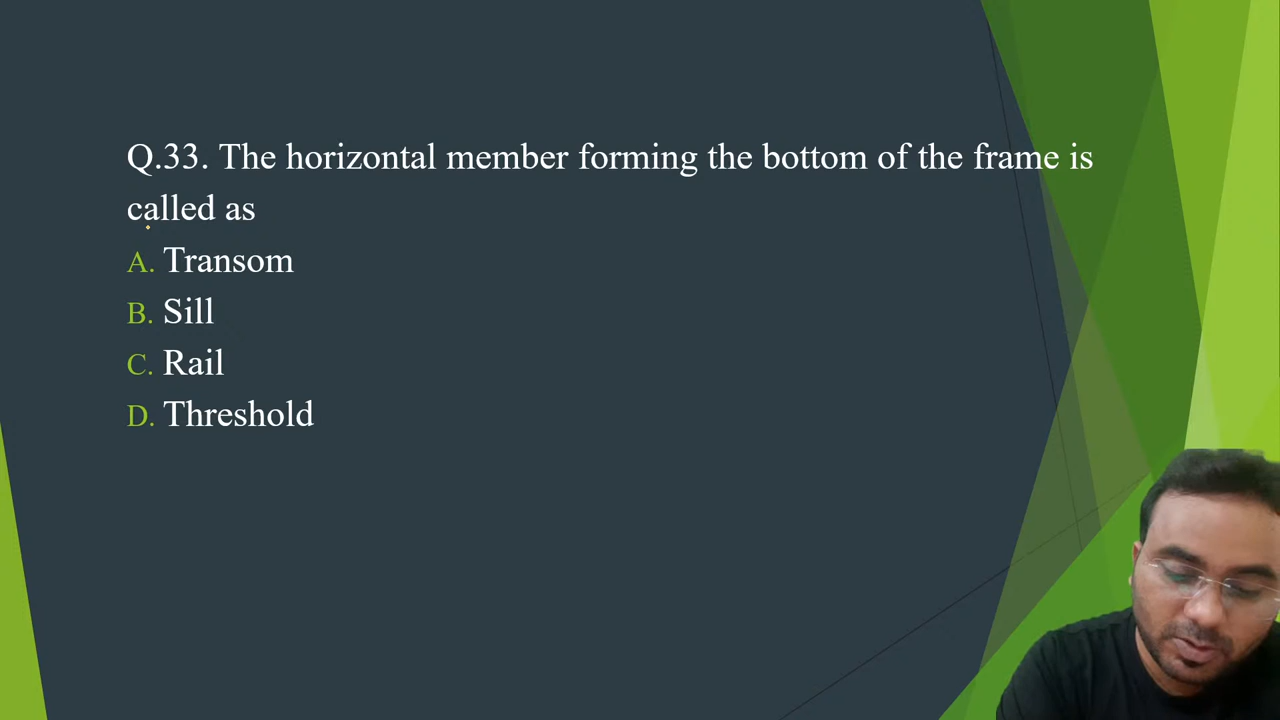 Q.33. The horizontal member forming the bottom of the frame is
called as
A. Transom
B. Sill
C. Rail
D. Threshold